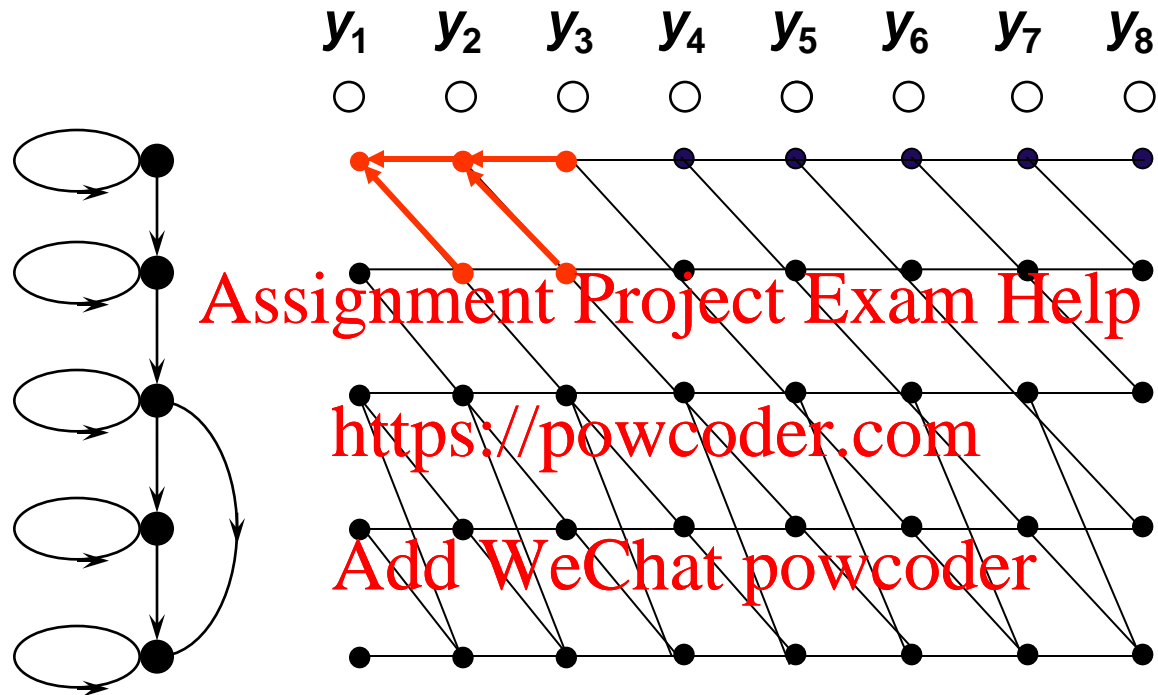 y1 y2 y3 y4 y5 y6 y7 y8
Assignment Project Exam Help
https://powcoder.com
Add WeChat powcoder